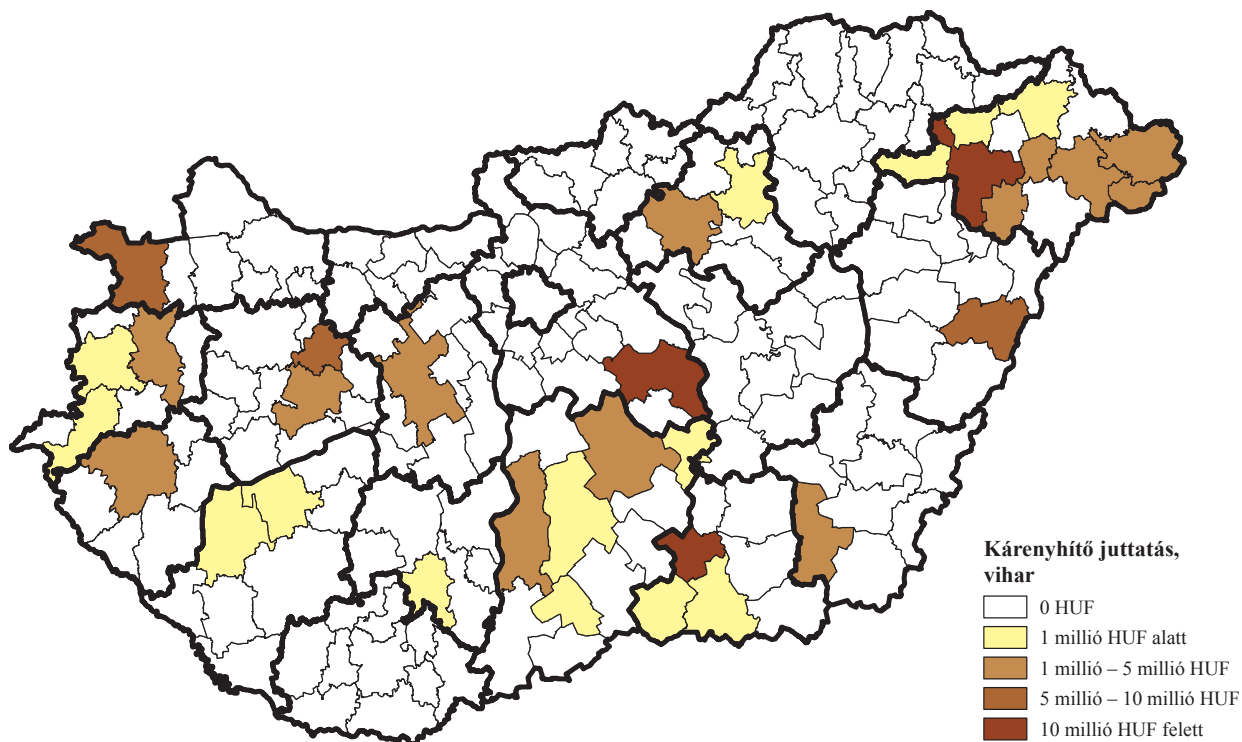 Kárenyhítő juttatás,
vihar
0 HUF
1 millió HUF alatt
1 millió – 5 millió HUF
5 millió – 10 millió HUF
10 millió HUF felett